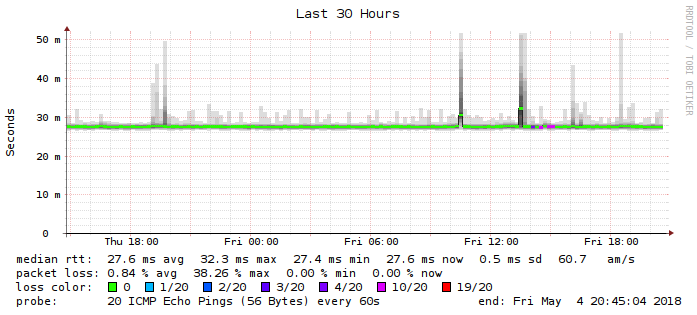 Last 30 Hours
RRDTOOL / TOBI OETIKER
Seconds
50 m
40 m
30 m
20 m
10 m
0
Thu 18:00 Fri 00:00 Fri 06:00 Fri 12:00 Fri 18:00
median rtt: 27.6 ms avg 32.3 ms max 27.4 ms min 27.6 ms now 0.5 ms sd 60.7 am/s
packet loss: 0.84 % avg 38.26 % max 0.00 % min 0.00 % now
loss color: 0 1/20 2/20 3/20 4/20 10/20 19/20
probe: 20 ICMP Echo Pings (56 Bytes) every 60s end: Fri May 4 20:45:04 2018